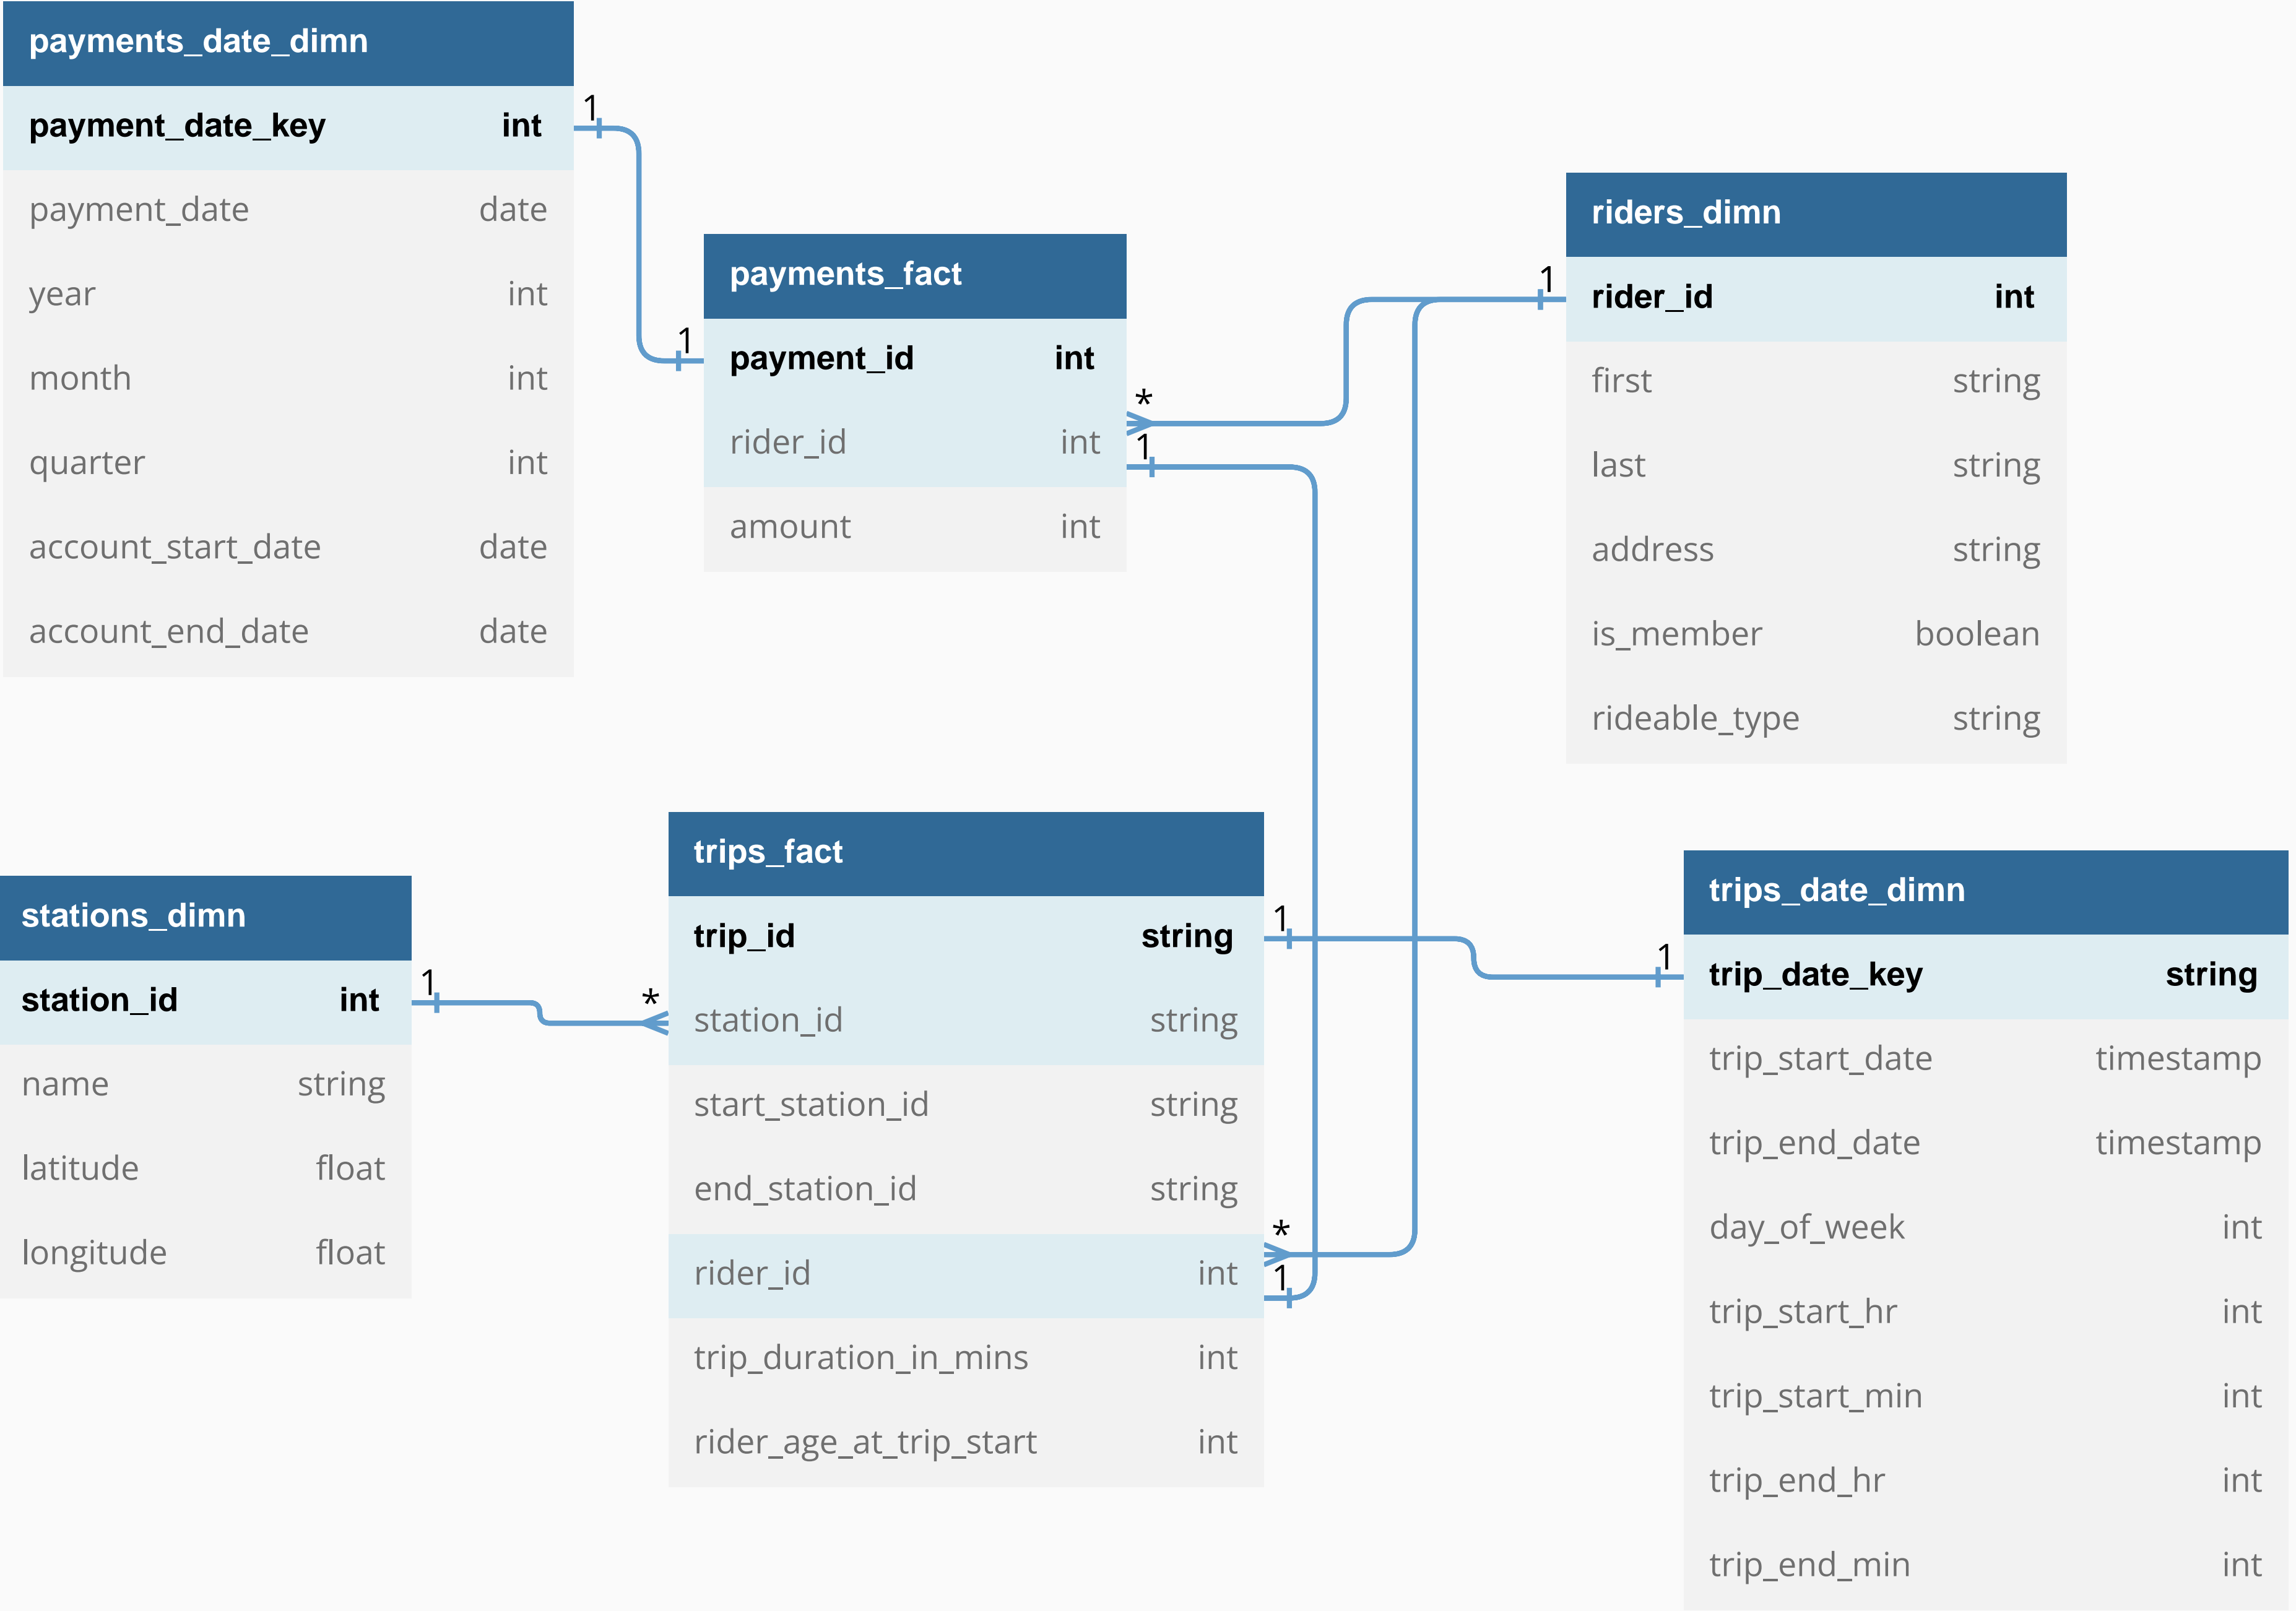 payments_date_dimn
payment_date_key int
payment_date date
year int
month int
quarter int
account_start_date date
account_end_date date
1
1
payments_fact
payment_id int
rider_id int
amount int
*
1
1
riders_dimn
rider_id int
first string
last string
address string
is_member boolean
rideable_type string
stations_dimn
station_id int
name string
latitude float
longitude float
1
*
trips_fact
trip_id string
station_id string
start_station_id string
end_station_id string
rider_id int
trip_duration_in_mins int
rider_age_at_trip_start int
1
*
1
1
trips_date_dimn
trip_date_key string
trip_start_date timestamp
trip_end_date timestamp
day_of_week int
trip_start_hr int
trip_start_min int
trip_end_hr int
trip_end_min int